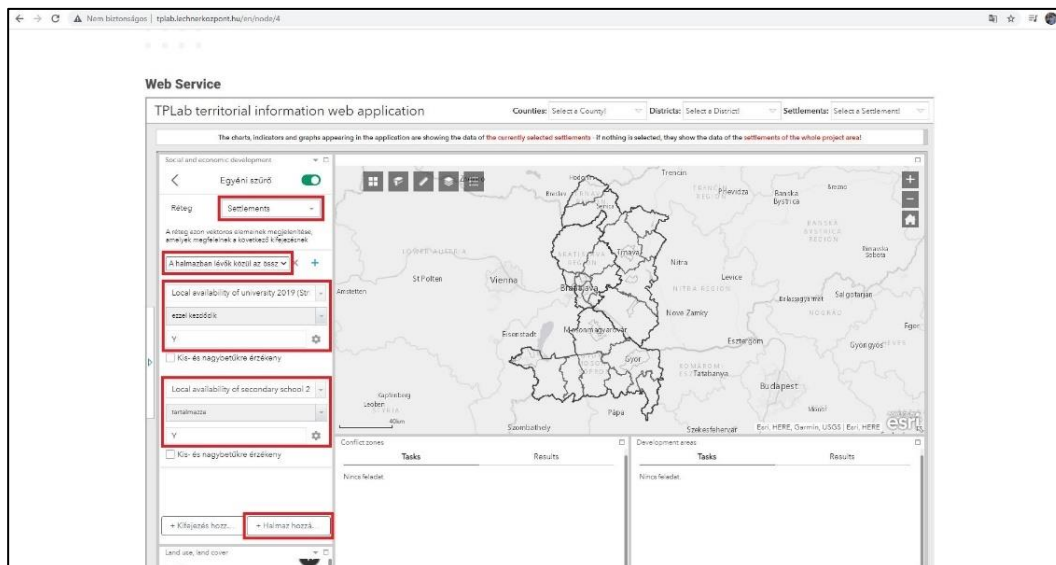 Nem biztonságos | tplab.lechnerkozpont.hu/en/node/4
Web Service
TPLab territorial information web application
Counties: Select a County!
Districts: Select a District!
Settlements: Select a Settlement!
The charts, indicators and graphs appearing in the application are showing the data of the currently selected settlements - if nothing is selected, they show the data of the settlements of the whole project area!
Social and economic development
Egyéni szűrő
Réteg
Settlements
A réteg azon vektoros elemeinek megjelenítése,
amelyek megfelelnek a következő kifejezésnek
A halmazban lévők közül az össz
Local availability of university 2019 (Str
ezzel kezdődik
Y
Kis- és nagybetűkre érzékeny
Local availability of secondary school 2
tartalmazza
Y
Kis- és nagybetűkre érzékeny
+ Kifejezés hozz...
+ Halmaz hozzá...
Land use, land cover
Trencin
Prievidza
Banska
Bystrica
Senica
BANSKA
BYSTRICA
REGION
Trnava
Nitra
St Polten
Vienna
Bratislava
NITRA REGION
Levice
Amstetten
Salgotarjan
Nove Zamky
Eisenstadt
Mosonmagyarovar
Esztergom
Gyongyos
Gyor
Tatabanya
Budapest
Leoben
40km
Papa
Szombathely
Szekesfehervar
Esri, HERE, Garmin, USGS | Esri, HERE
esri
Conflict zones
Tasks
Results
Nincs feladat.
Development areas
Tasks
Results
Nincs feladat.